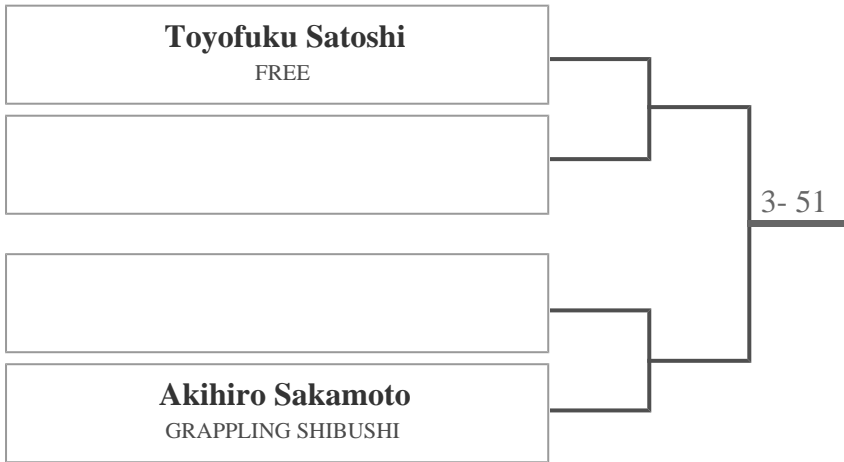 Toyofuku Satoshi
FREE
3- 51
Akihiro Sakamoto
GRAPPLING SHIBUSHI